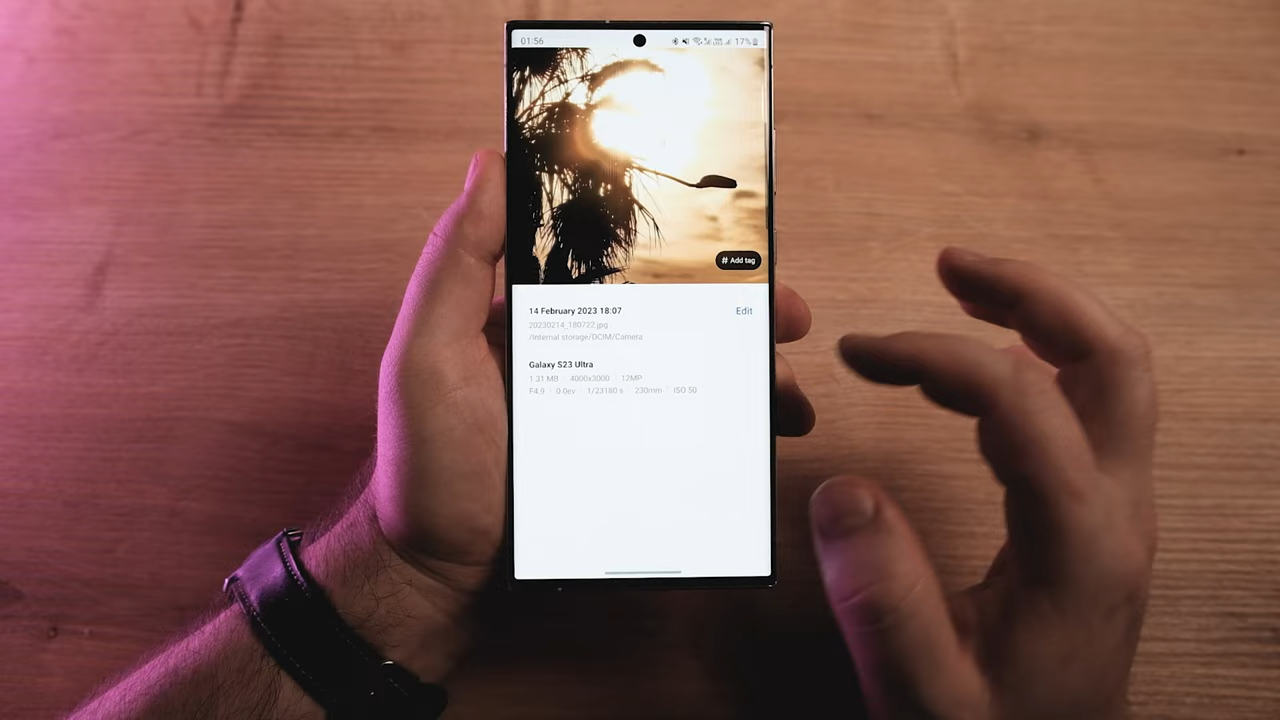 01:56
17%
# Add tag
14 February 2023 18:07
Edit
20230214_180722.jpg
/Internal storage/DCIM/Camera
Galaxy S23 Ultra
1.31 MB 4000x3000 12MP
F4.9 0.0ev 1/23180 s 230mm ISO 50